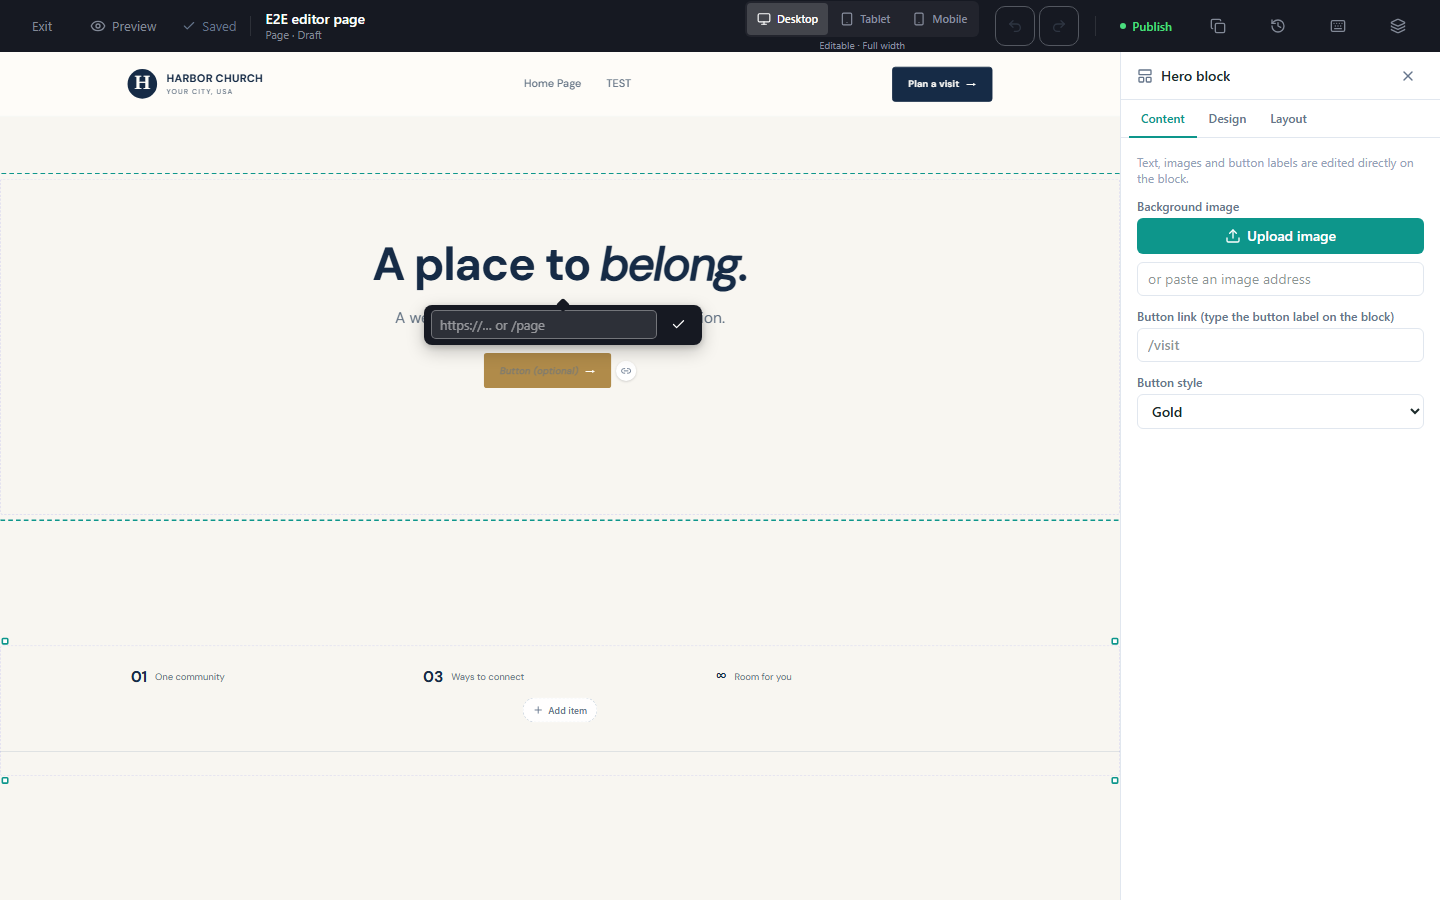 Exit
Preview
Saved
E2E editor page
Page · Draft
Desktop
Tablet
Mobile
Editable · Full width
Publish
H
HARBOR CHURCH
YOUR CITY, USA
Home Page
TEST
Plan a visit →
A place to belong.
A
https://... or /page
Button (optional) →
01 One community
03 Ways to connect
∞ Room for you
+ Add item
Hero block
Content
Design
Layout
Text, images and button labels are edited directly on
the block.
Background image
Upload image
or paste an image address
Button link (type the button label on the block)
/visit
Button style
Gold